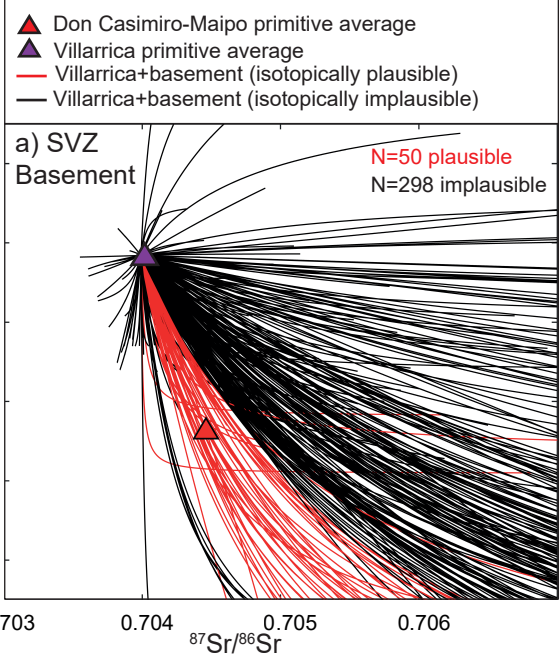 Don Casimiro-Maipo primitive average
Villarrica primitive average
Villarrica+basement (isotopically plausible)
Villarrica+basement (isotopically implausible)
a) SVZ
Basement
N=50 plausible
N=298 implausible
703 0.704 0.705 0.706
⁸⁷Sr/⁸⁶Sr